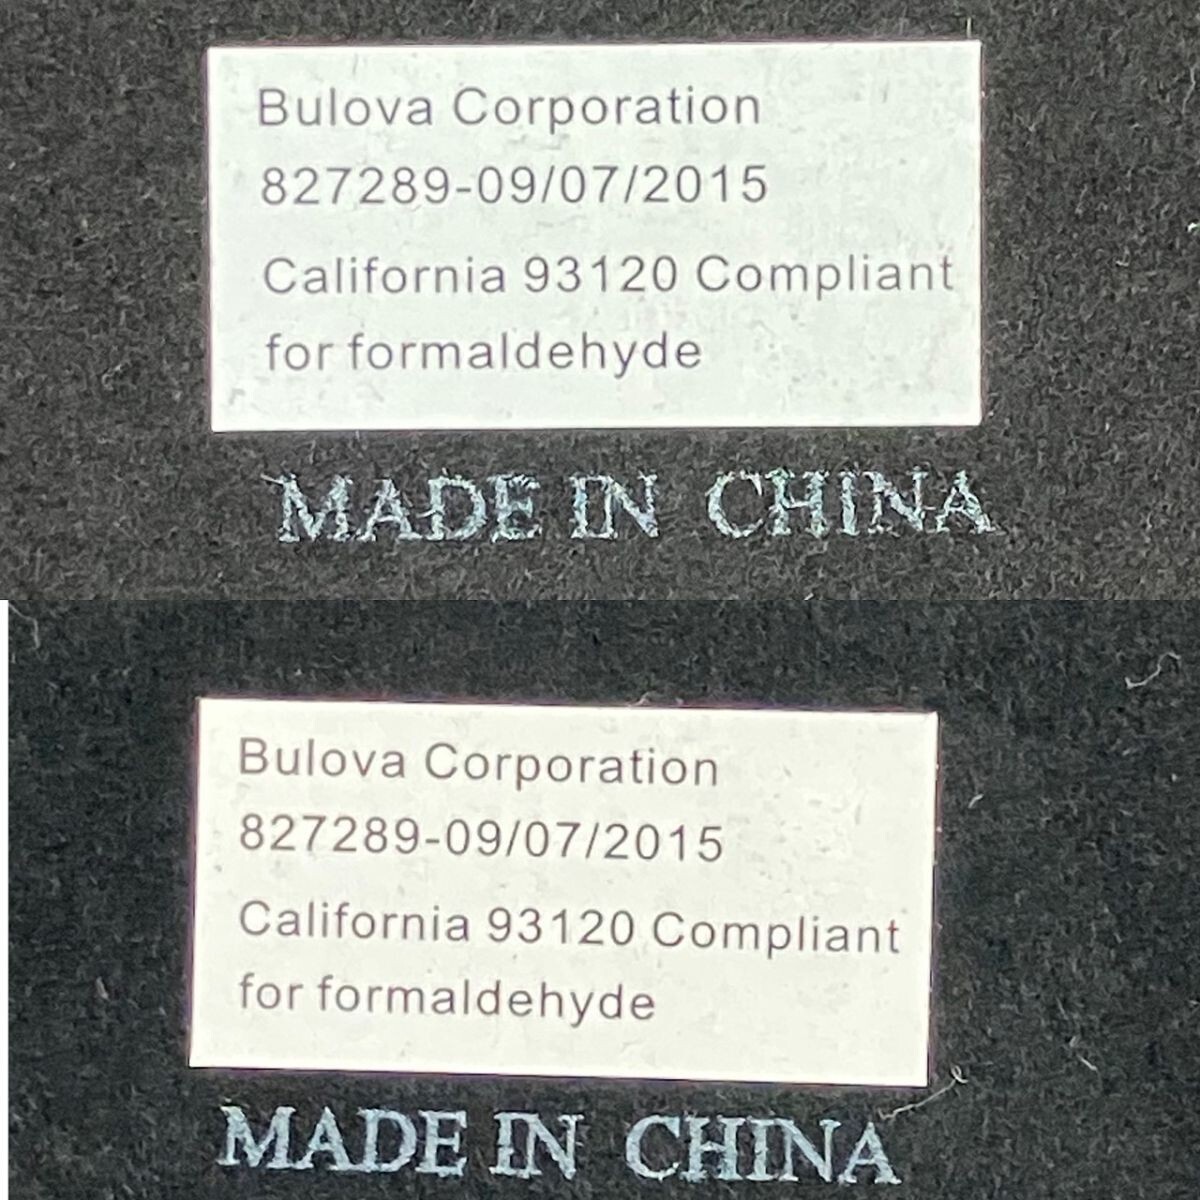 Bulova Corporation
827289-09/07/2015
California 93120 Compliant
for formaldehyde
MADE IN CHINA
Bulova Corporation
827289-09/07/2015
California 93120 Compliant
for formaldehyde
MADE IN CHINA